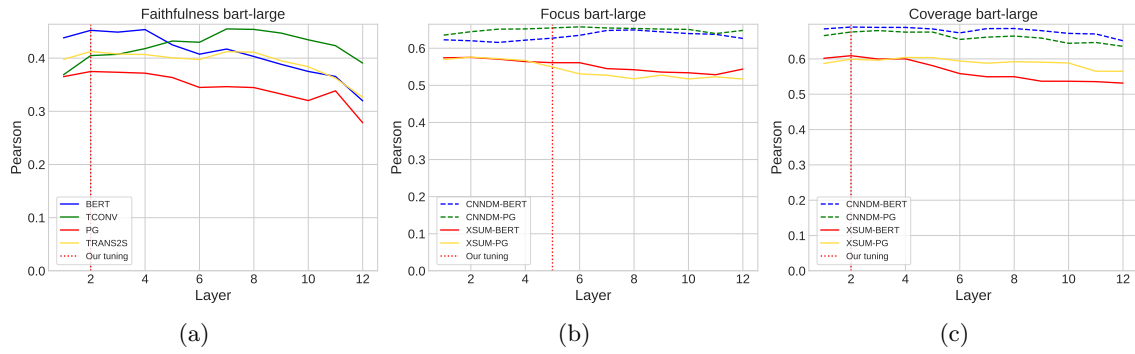 Faithfulness bart-large
Pearson
0.4
0.3
0.2
0.1
0.0
BERT
TCONV
PG
TRANS2S
Our tuning
2 4 6 8 10 12
Layer
(a)
Focus bart-large
Pearson
0.6
0.5
0.4
0.3
0.2
0.1
0.0
CNNDM-BERT
CNNDM-PG
XSUM-BERT
XSUM-PG
Our tuning
2 4 6 8 10 12
Layer
(b)
Coverage bart-large
Pearson
0.6
0.5
0.4
0.3
0.2
0.1
0.0
CNNDM-BERT
CNNDM-PG
XSUM-BERT
XSUM-PG
Our tuning
2 4 6 8 10 12
Layer
(c)